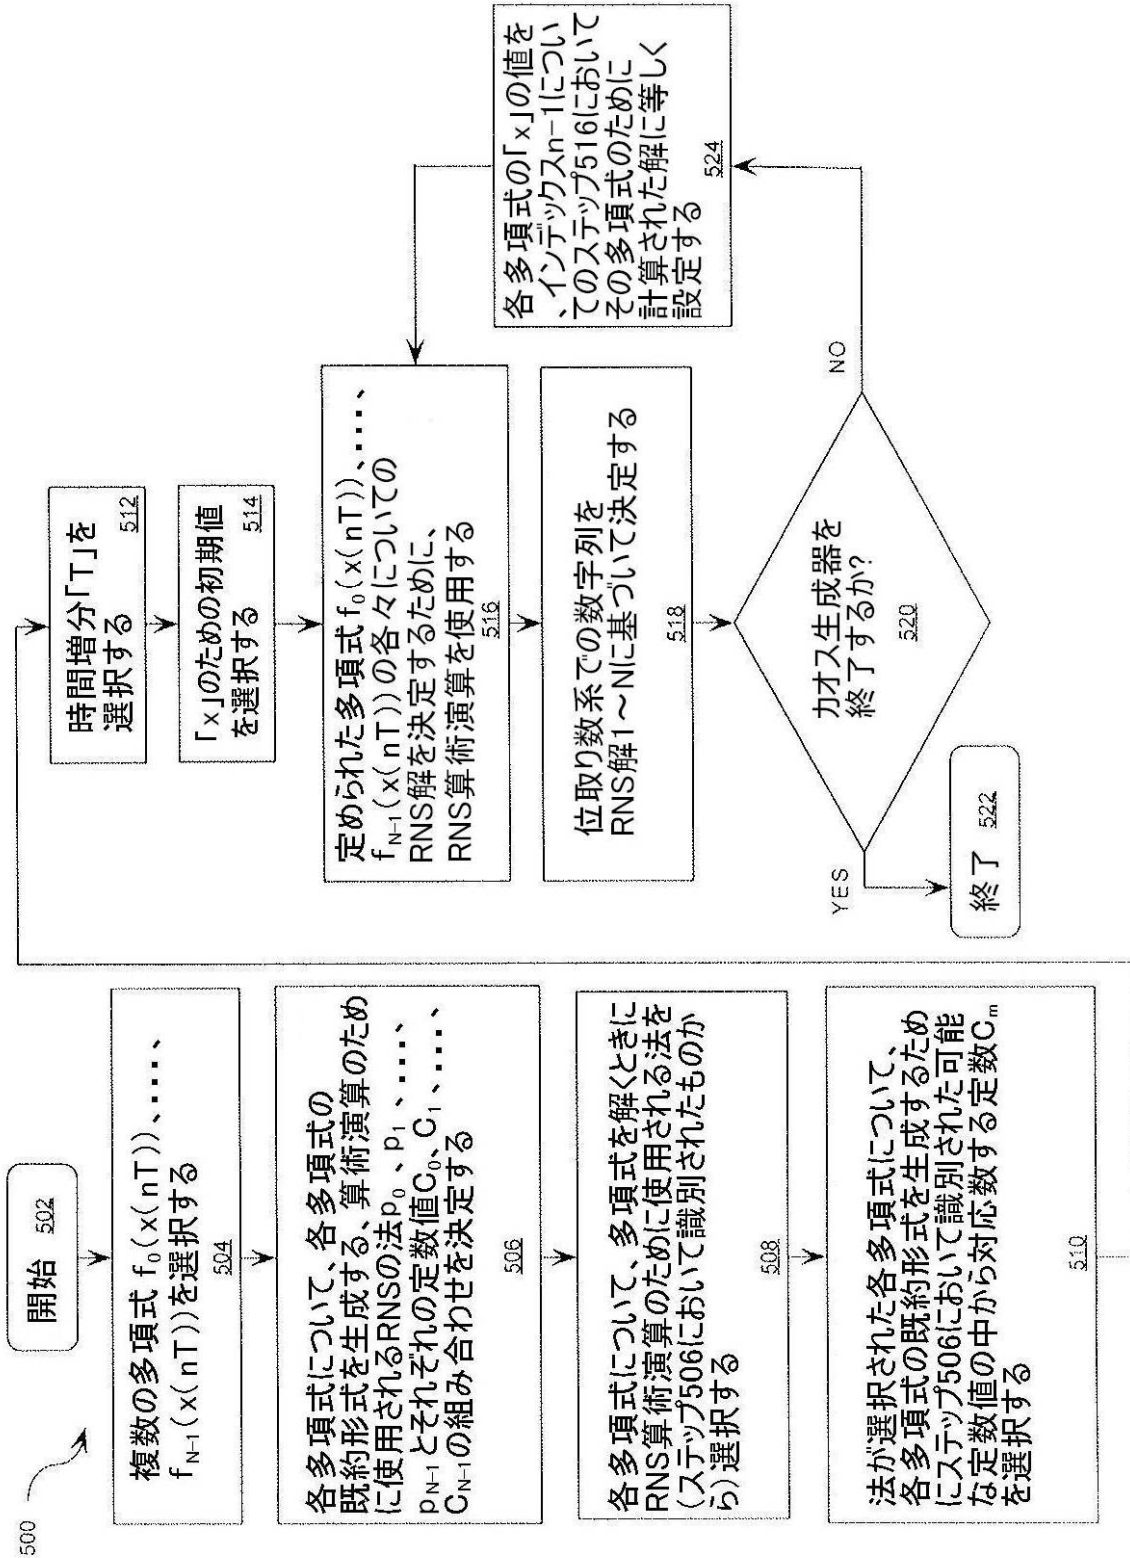 500
開始 502
複数の多項式 f₀(x(nT))、・・・・、
f_N-1(x(nT))を選択する
504
各多項式について、各多項式の
既約形式を生成する、算術演算のため
に使用されるRNSの法p₀、p₁、・・・・、
p_N-1とそれぞれの定数値C₀、C₁、・・・・、
C_N-1の組み合わせを決定する
506
各多項式について、多項式を解くときに
RNS算術演算のために使用される法を
(ステップ506において識別されたものか
ら)選択する
508
法が選択された各多項式について、
各多項式の既約形式を生成するため
にステップ506において識別された可能
な定数値の中から対応数する定数Cₘ
を選択する
510
時間増分「T」を
選択する
512
「x」のための初期値
を選択する
514
定められた多項式 f₀(x(nT))、・・・・、
f_N-1(x(nT))の各々についての
RNS解を決定するために、
RNS算術演算を使用する
516
位取り数系での数字列を
RNS解1～Nに基づいて決定する
518
カオス生成器を
終了するか?
520
YES
NO
終了 522
各多項式の「x」の値を
、インデックスn-1につい
てのステップ516において
その多項式のために
計算された解に等しく
設定する
524